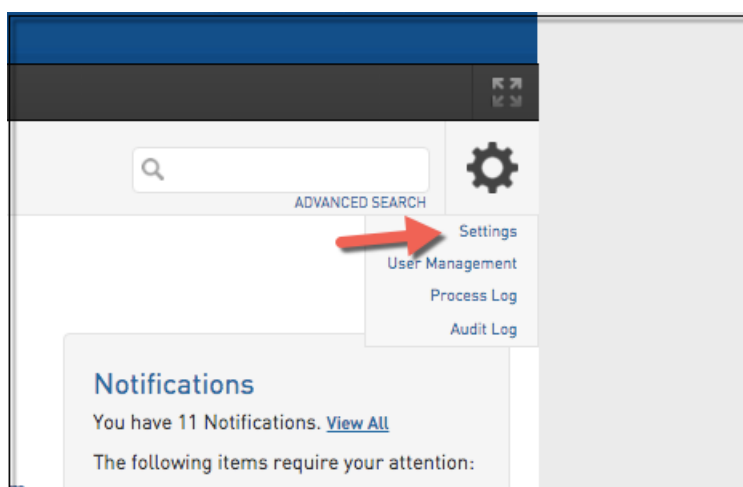 ADVANCED SEARCH
Settings
User Management
Process Log
Audit Log
Notifications
You have 11 Notifications. View All
The following items require your attention: